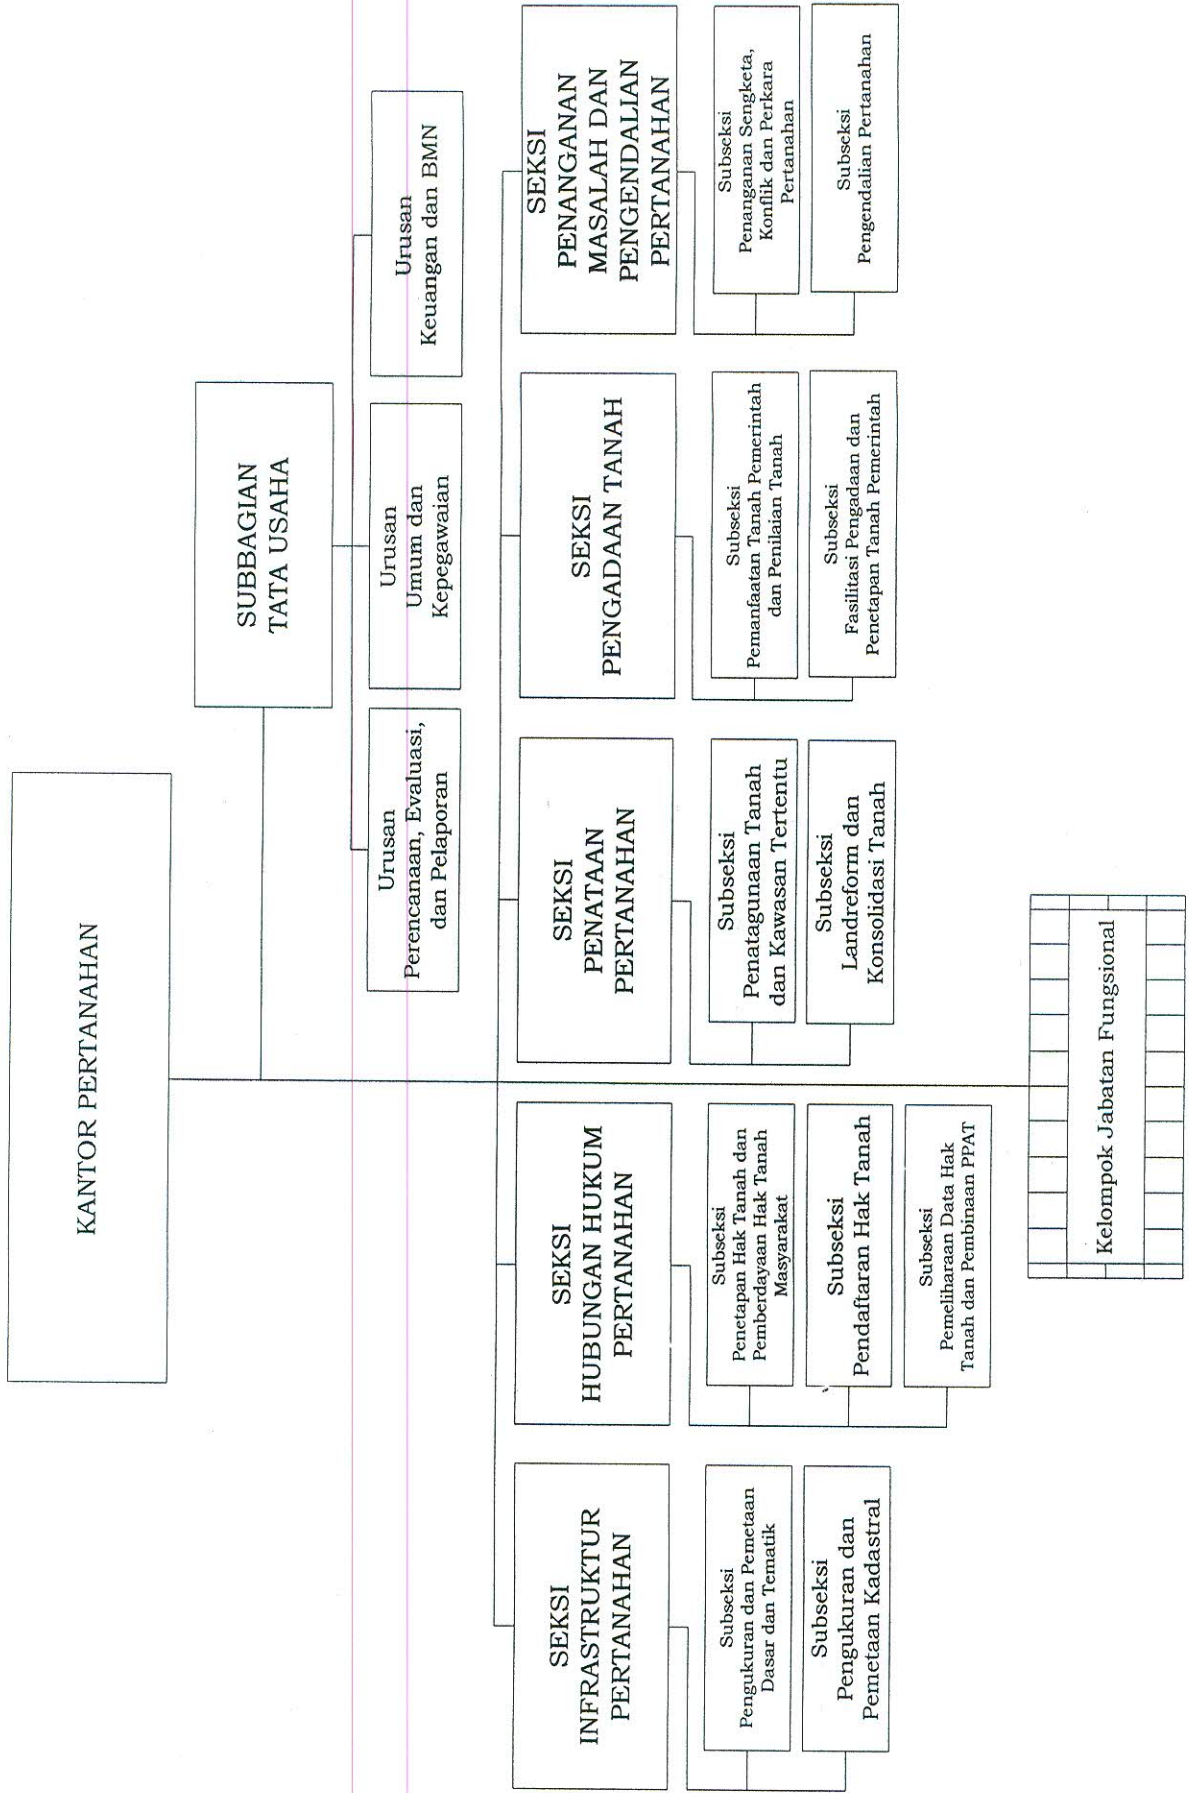 KANTOR PERTANAHAN
SUBBAGIAN
TATA USAHA
Urusan
Perencanaan, Evaluasi,
dan Pelaporan
Urusan
Umum dan
Kepegawaian
Urusan
Keuangan dan BMN
SEKSI
INFRASTRUKTUR
PERTANAHAN
Subseksi
Pengukuran dan Pemetaan
Dasar dan Tematik
Subseksi
Pengukuran dan
Pemetaan Kadastral
SEKSI
HUBUNGAN HUKUM
PERTANAHAN
Subseksi
Penetapan Hak Tanah dan
Pemberdayaan Hak Tanah
Masyarakat
Subseksi
Pendaftaran Hak Tanah
Subseksi
Pemeliharaan Data Hak
Tanah dan Pembinaan PPAT
SEKSI
PENATAAN
PERTANAHAN
Subseksi
Penatagunaan Tanah
dan Kawasan Tertentu
Subseksi
Landreform dan
Konsolidasi Tanah
SEKSI
PENGADAAN TANAH
Subseksi
Pemanfaatan Tanah Pemerintah
dan Penilaian Tanah
Subseksi
Fasilitasi Pengadaan dan
Penetapan Tanah Pemerintah
SEKSI
PENANGANAN
MASALAH DAN
PENGENDALIAN
PERTANAHAN
Subseksi
Penanganan Sengketa,
Konflik dan Perkara
Pertanahan
Subseksi
Pengendalian Pertanahan
Kelompok Jabatan Fungsional